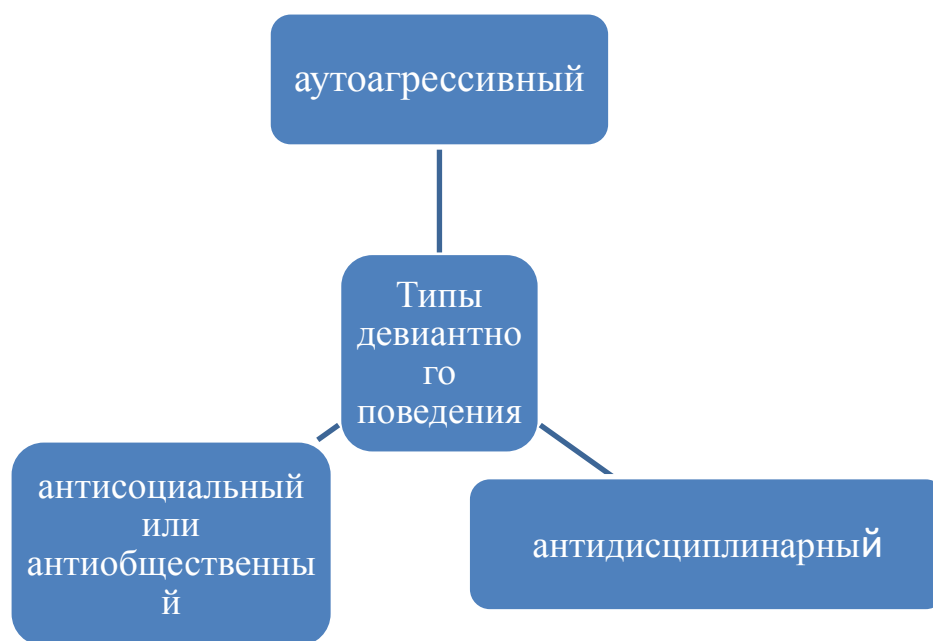 аутоагрессивный
Типы
девиантно
го
поведения
антисоциальный
или
антиобщественны
й
антидисциплинарный